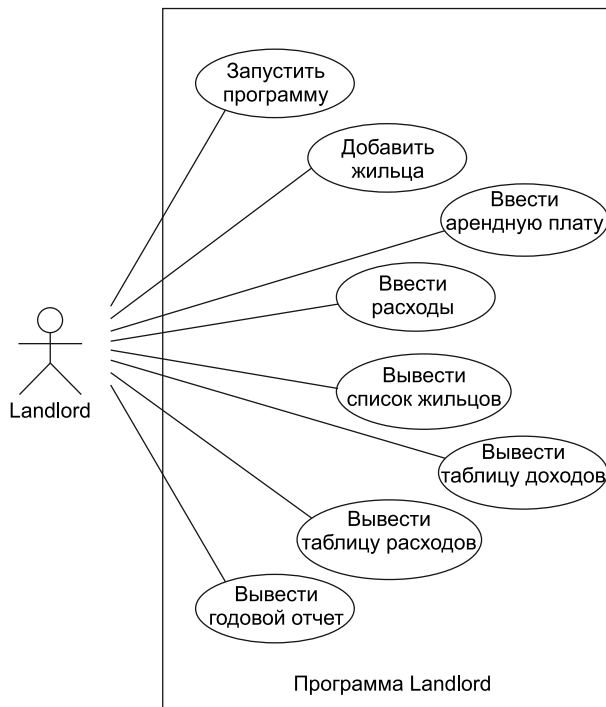 Запустить
программу
Добавить
жильца
Ввести
арендную плату
Ввести
расходы
Landlord
Вывести
список жильцов
Вывести
таблицу доходов
Вывести
таблицу расходов
Вывести
годовой отчет
Программа Landlord